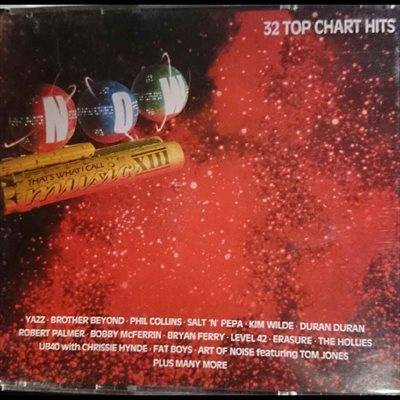 32 TOP CHART HITS
NOW
THAT'S WHAT I CALL
music XIII
YAZZ · BROTHER BEYOND · PHIL COLLINS · SALT 'N' PEPA · KIM WILDE · DURAN DURAN
ROBERT PALMER · BOBBY McFERRIN · BRYAN FERRY · LEVEL 42 · ERASURE · THE HOLLIES
UB40 with CHRISSIE HYNDE · FAT BOYS · ART OF NOISE featuring TOM JONES
PLUS MANY MORE